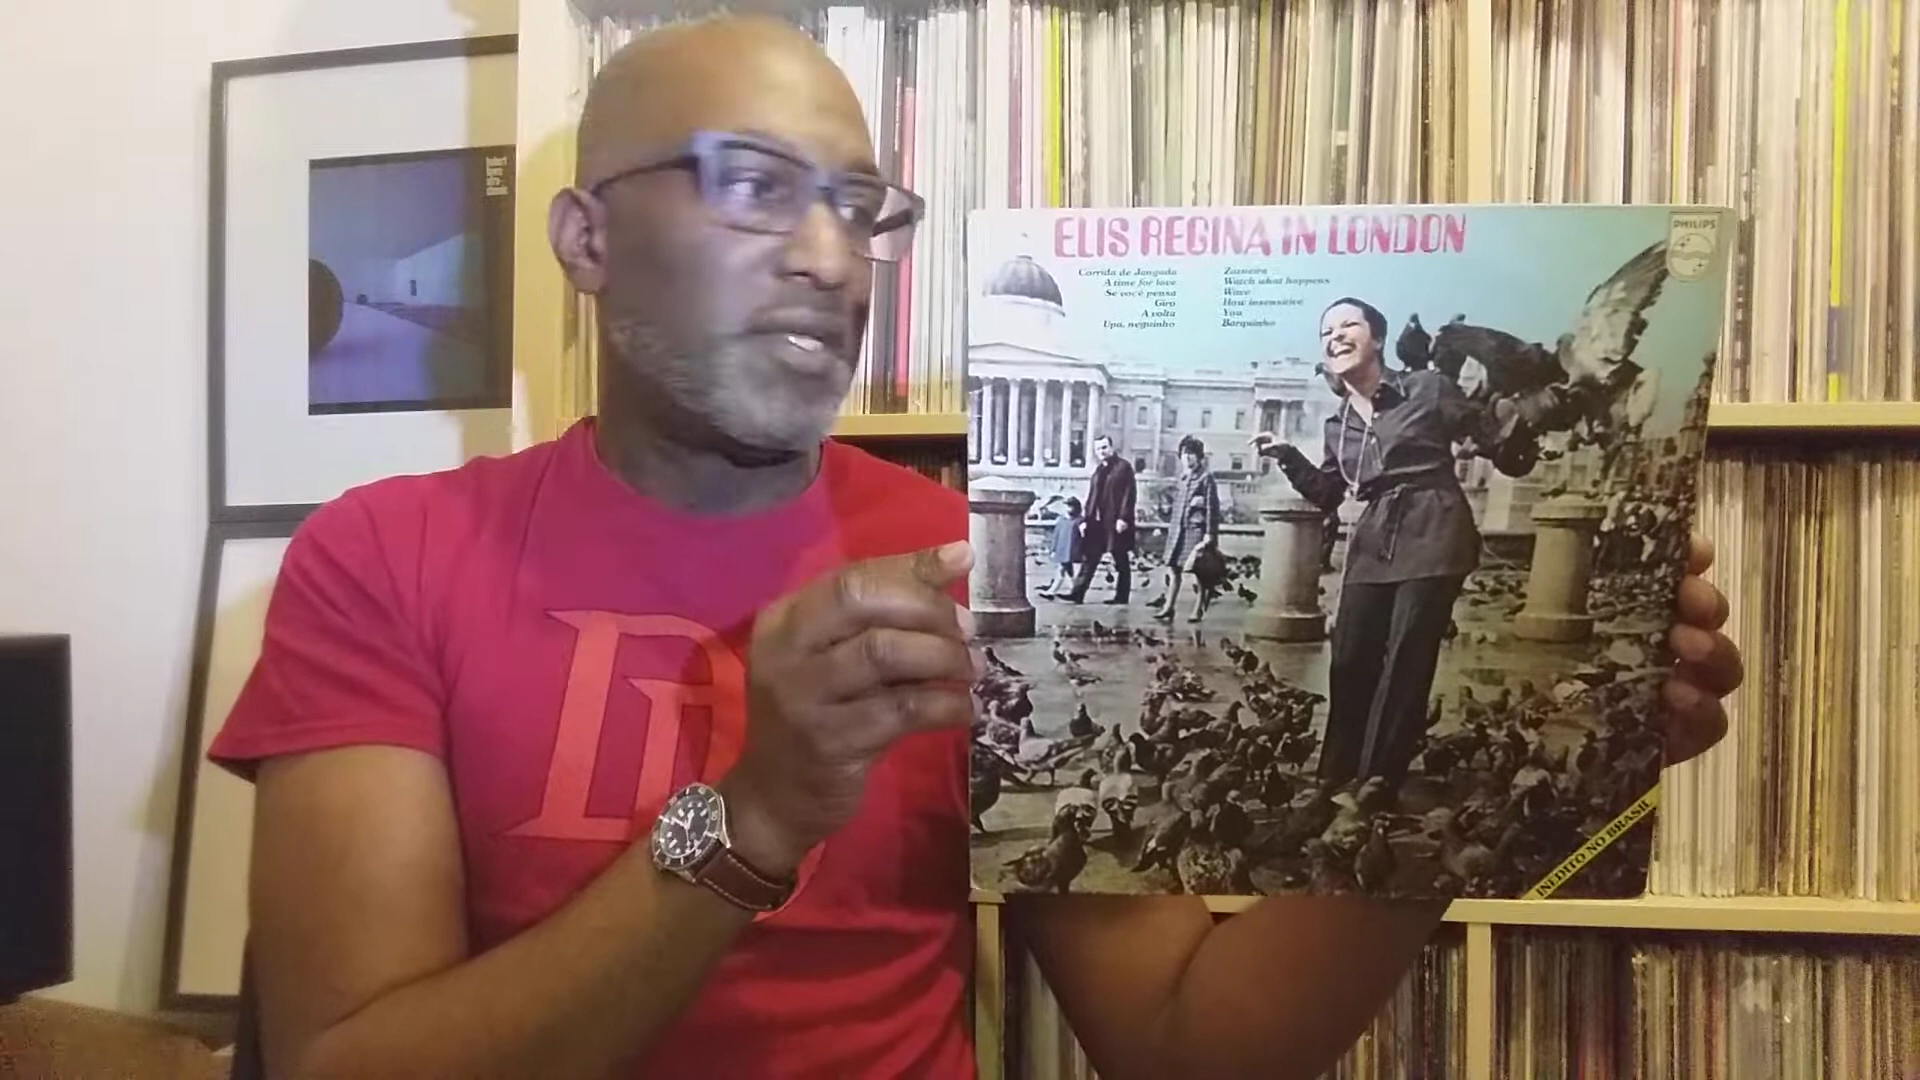 ELIS REGINA IN LONDON
PHILIPS
Corrida de Jangada
A time for love
Se você pensa
Giro
A volta
Upa, neguinho
Zazueira
Watch what happens
Wave
How insensitive
You
Barquinho
INÉDITO NO BRASIL